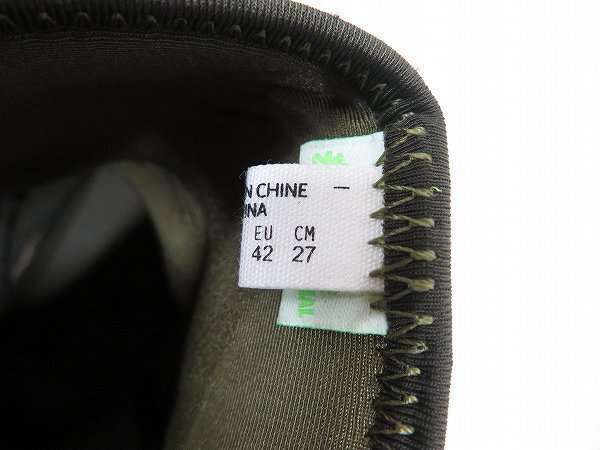 N CHINE —
INA
EU CM
42 27